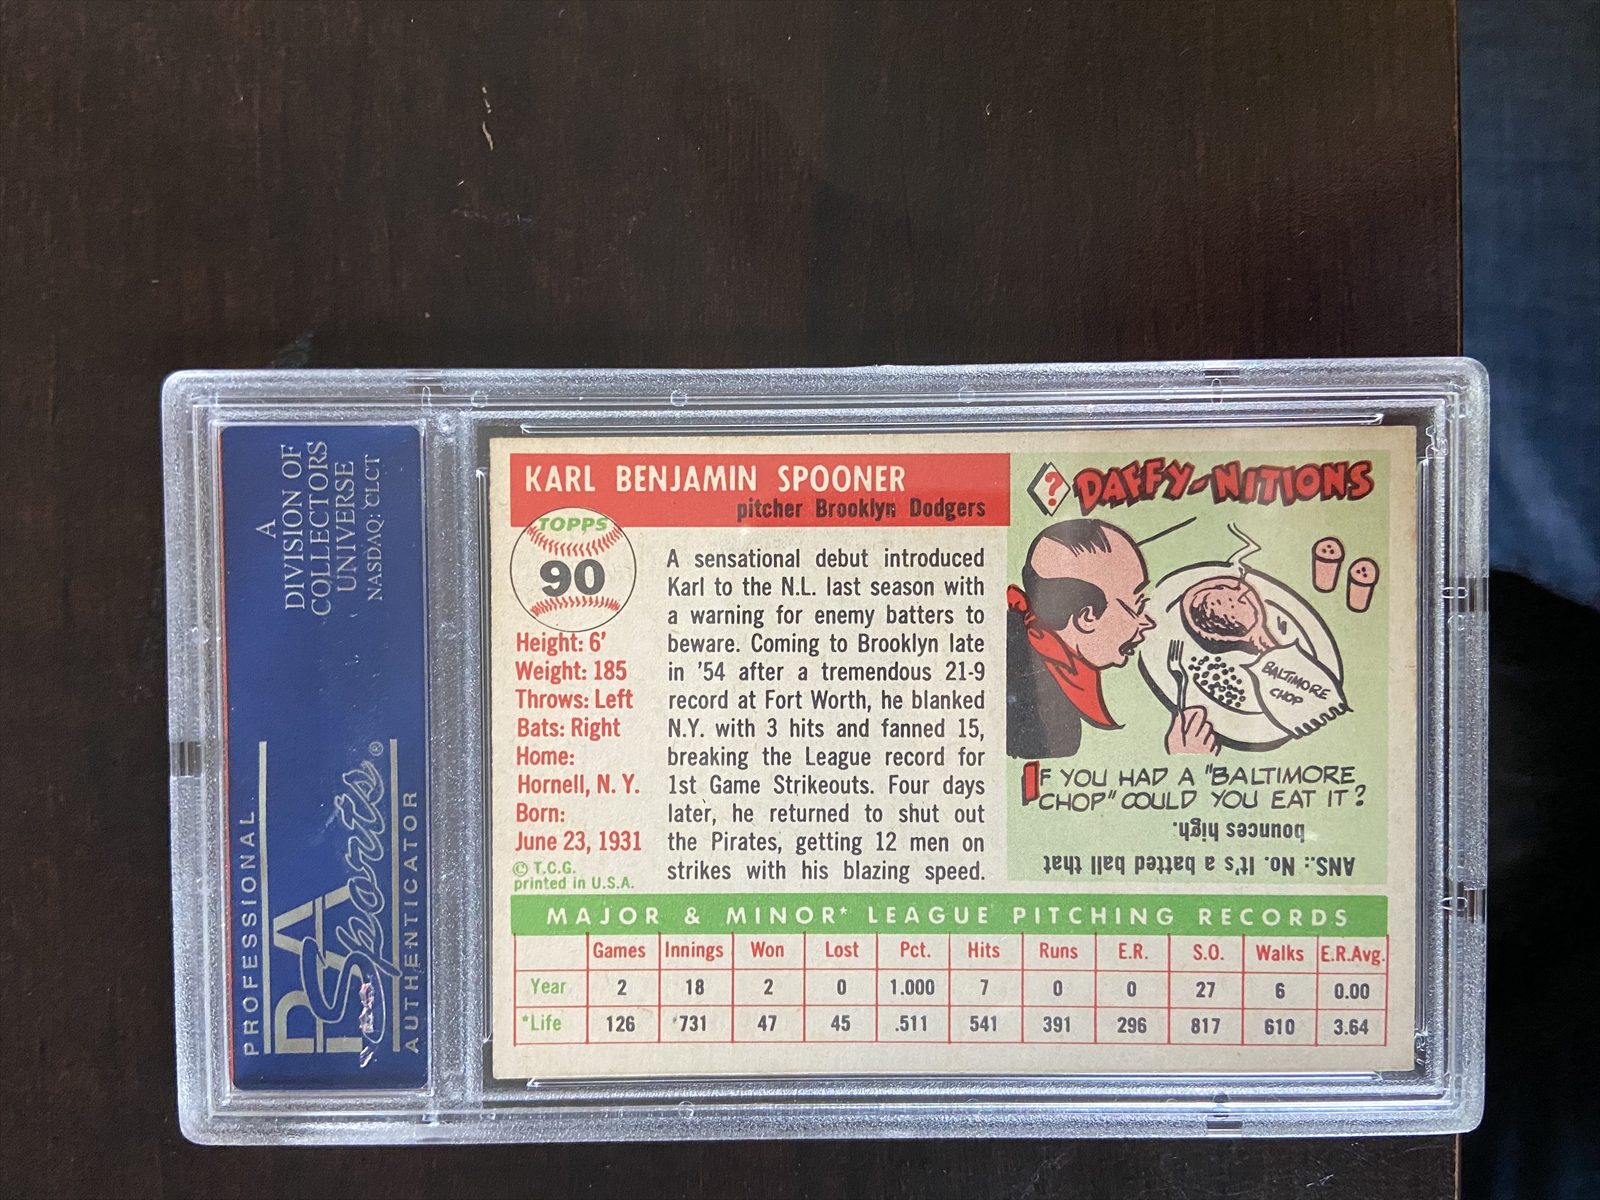 A
DIVISION OF
COLLECTORS
UNIVERSE
NASDAQ: CLCT
PROFESSIONAL
PSA
Sports®
AUTHENTICATOR
KARL BENJAMIN SPOONER
pitcher Brooklyn Dodgers
TOPPS
90
Height: 6'
Weight: 185
Throws: Left
Bats: Right
Home:
Hornell, N. Y.
Born:
June 23, 1931
© T.C.G.
printed in U.S.A.
A sensational debut introduced
Karl to the N.L. last season with
a warning for enemy batters to
beware. Coming to Brooklyn late
in '54 after a tremendous 21-9
record at Fort Worth, he blanked
N.Y. with 3 hits and fanned 15,
breaking the League record for
1st Game Strikeouts. Four days
later, he returned to shut out
the Pirates, getting 12 men on
strikes with his blazing speed.
? DAFFY-NITIONS
BALTIMORE
CHOP
IF YOU HAD A "BALTIMORE
CHOP" COULD YOU EAT IT?
ANS.: No. It's a batted ball that
bounces high.
MAJOR & MINOR* LEAGUE PITCHING RECORDS
Games Innings Won Lost Pct. Hits Runs E.R. S.O. Walks E.R.Avg.
Year 2 18 2 0 1.000 7 0 0 27 6 0.00
*Life 126 731 47 45 .511 541 391 296 817 610 3.64